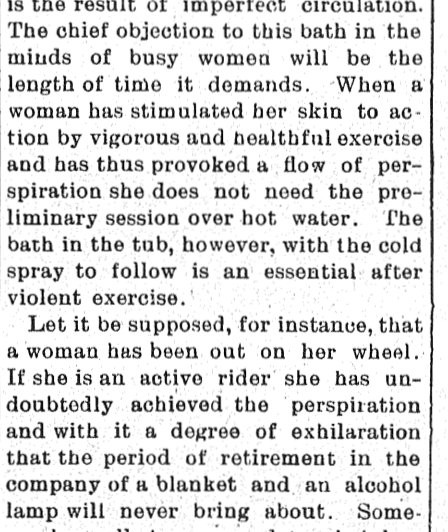 is the result of imperfect circulation.
The chief objection to this bath in the
minds of busy women will be the
length of time it demands. When a
woman has stimulated her skin to ac-
tion by vigorous and healthful exercise
and has thus provoked a flow of per-
spiration she does not need the pre-
liminary session over hot water. The
bath in the tub, however, with the cold
spray to follow is an essential after
violent exercise.
Let it be supposed, for instance, that
a woman has been out on her wheel.
If she is an active rider she has un-
doubtedly achieved the perspiration
and with it a degree of exhilaration
that the period of retirement in the
company of a blanket and an alcohol
lamp will never bring about. Some-